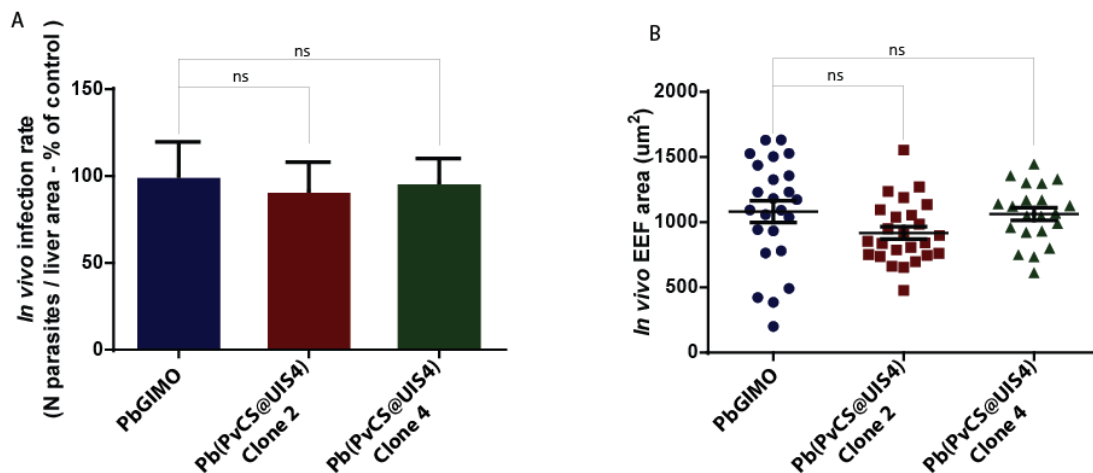 A
ns
ns
In vivo infection rate
(N parasites / liver area - % of control)
150
100
50
0
PbGIMO
Pb(PvCS@UIS4)
Clone 2
Pb(PvCS@UIS4)
Clone 4
B
ns
ns
In vivo EEF area (um²)
2000
1500
1000
500
0
PbGIMO
Pb(PvCS@UIS4)
Clone 2
Pb(PvCS@UIS4)
Clone 4